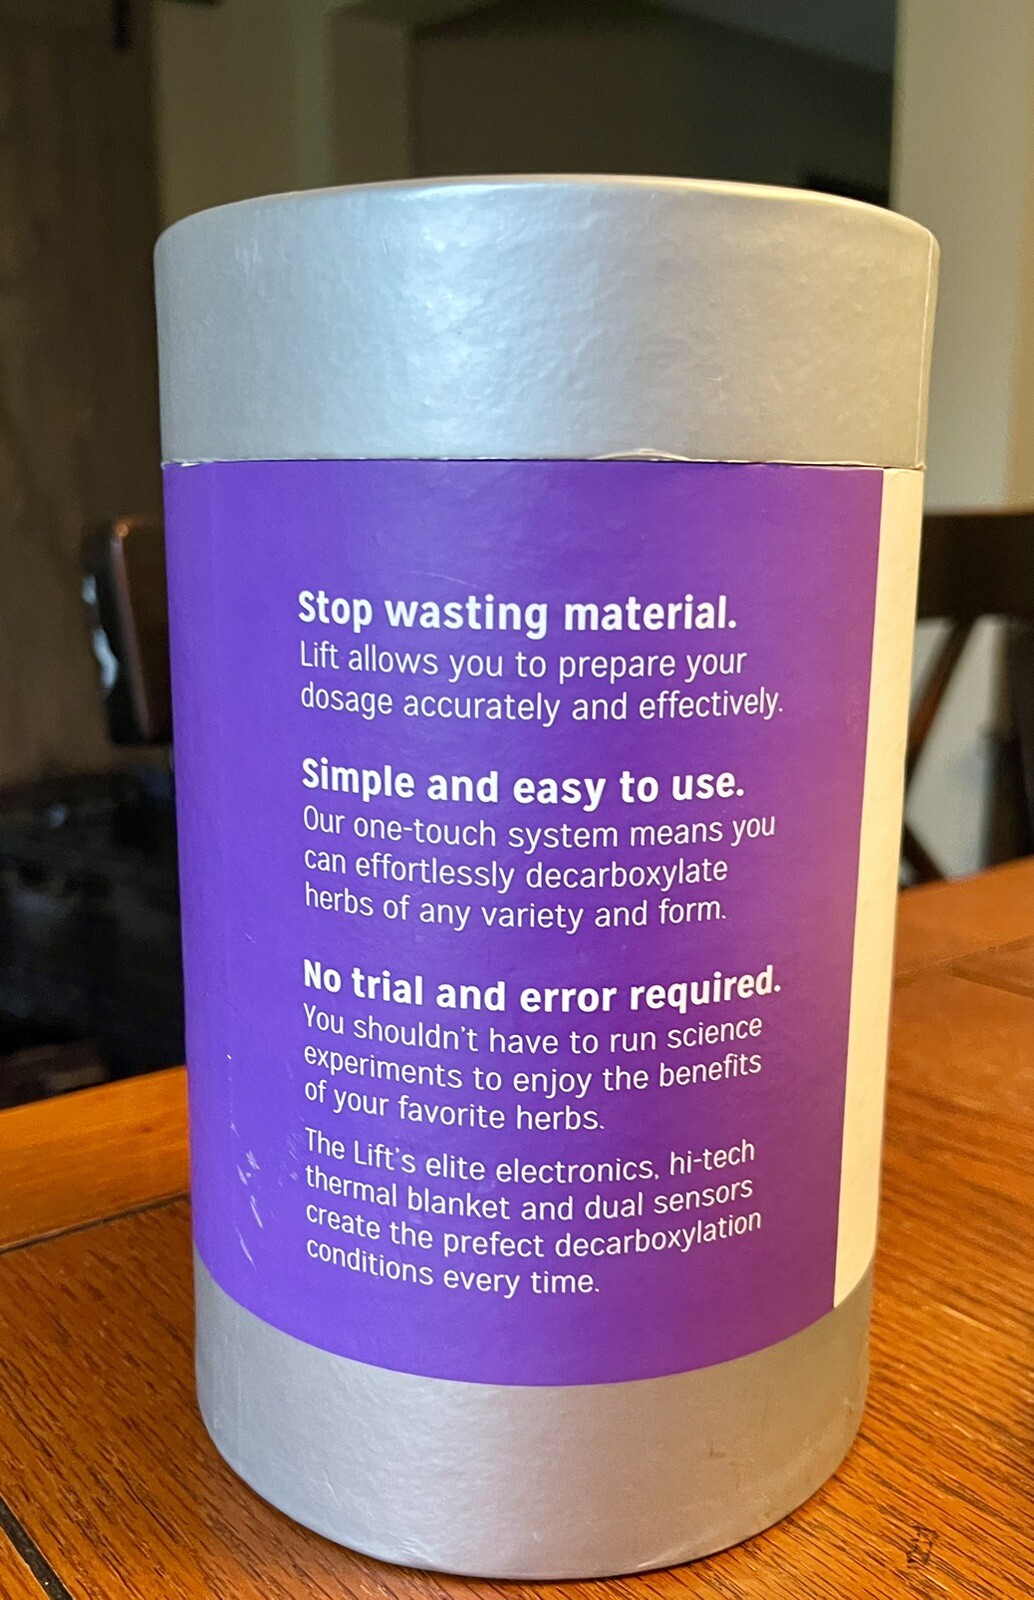 Stop wasting material.
Lift allows you to prepare your
dosage accurately and effectively.
Simple and easy to use.
Our one-touch system means you
can effortlessly decarboxylate
herbs of any variety and form.
No trial and error required.
You shouldn't have to run science
experiments to enjoy the benefits
of your favorite herbs.
The Lift's elite electronics, hi-tech
thermal blanket and dual sensors
create the prefect decarboxylation
conditions every time.